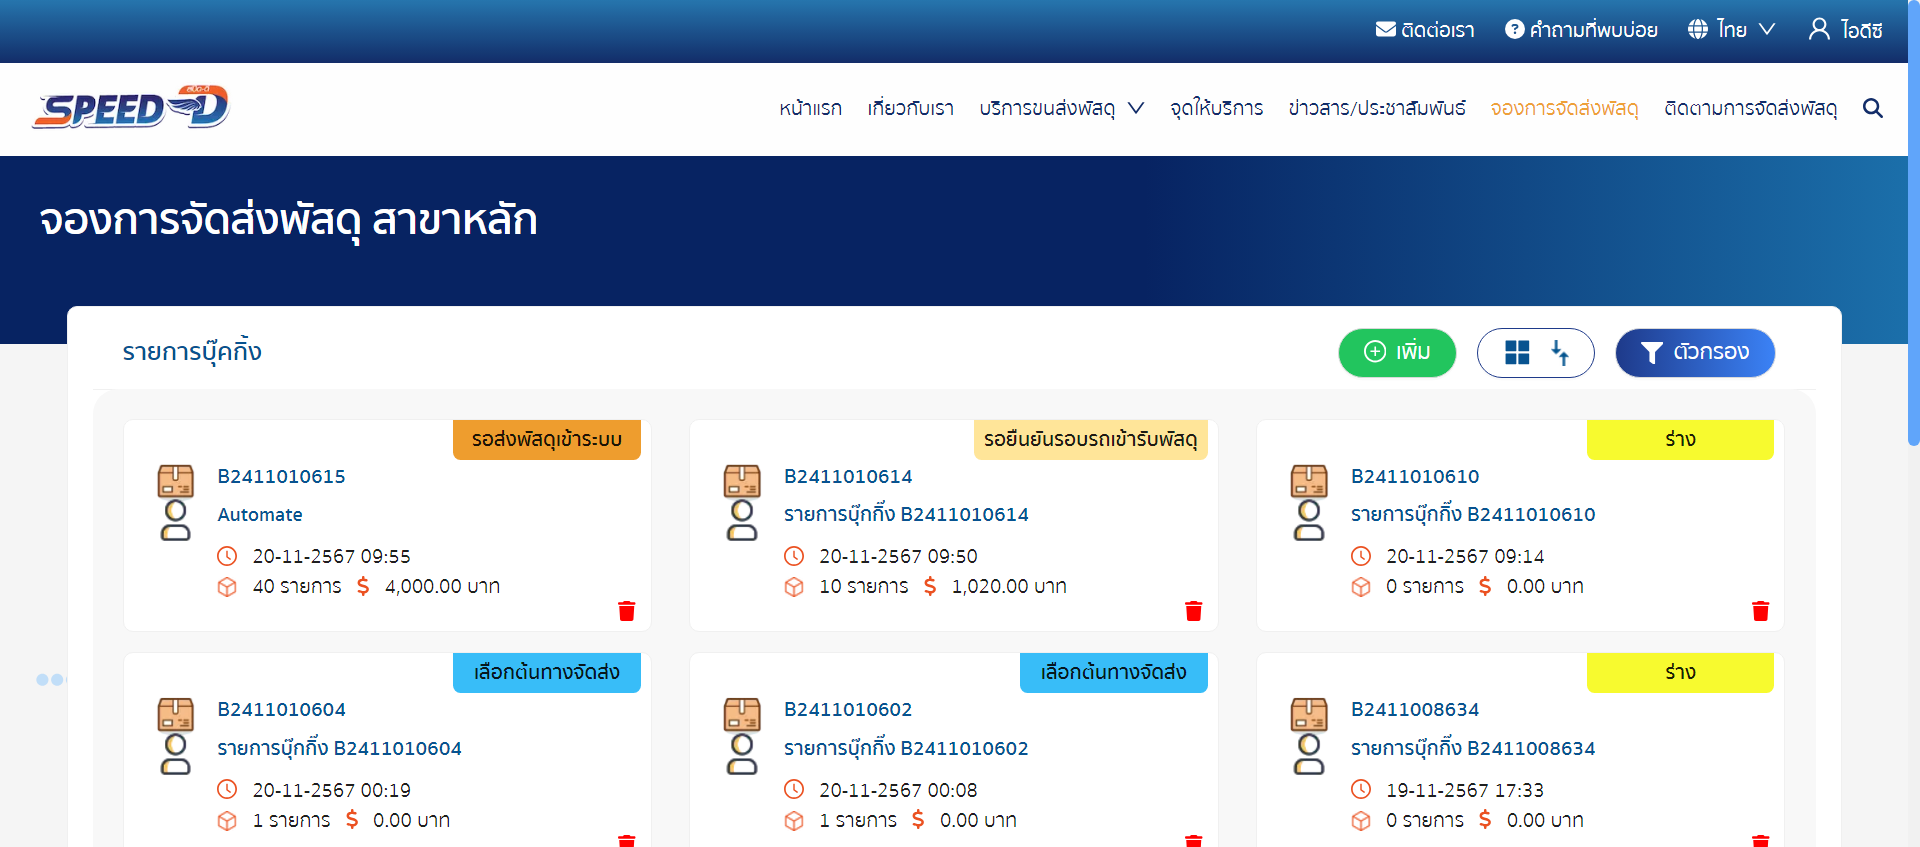 ติดต่อเรา คำถามที่พบบ่อย ไทย ไอดีซี
สปีด-ดี
SPEED-D
หน้าแรก เกี่ยวกับเรา บริการขนส่งพัสดุ จุดให้บริการ ข่าวสาร/ประชาสัมพันธ์ จองการจัดส่งพัสดุ ติดตามการจัดส่งพัสดุ
จองการจัดส่งพัสดุ สาขาหลัก
รายการบุ๊คกิ้ง เพิ่ม ตัวกรอง
รอส่งพัสดุเข้าระบบ
B2411010615
Automate
20-11-2567 09:55
40 รายการ $ 4,000.00 บาท
รอยืนยันรอบรถเข้ารับพัสดุ
B2411010614
รายการบุ๊กกิ๊ง B2411010614
20-11-2567 09:50
10 รายการ $ 1,020.00 บาท
ร่าง
B2411010610
รายการบุ๊กกิ๊ง B2411010610
20-11-2567 09:14
0 รายการ $ 0.00 บาท
เลือกต้นทางจัดส่ง
B2411010604
รายการบุ๊กกิ๊ง B2411010604
20-11-2567 00:19
1 รายการ $ 0.00 บาท
เลือกต้นทางจัดส่ง
B2411010602
รายการบุ๊กกิ๊ง B2411010602
20-11-2567 00:08
1 รายการ $ 0.00 บาท
ร่าง
B2411008634
รายการบุ๊กกิ๊ง B2411008634
19-11-2567 17:33
0 รายการ $ 0.00 บาท